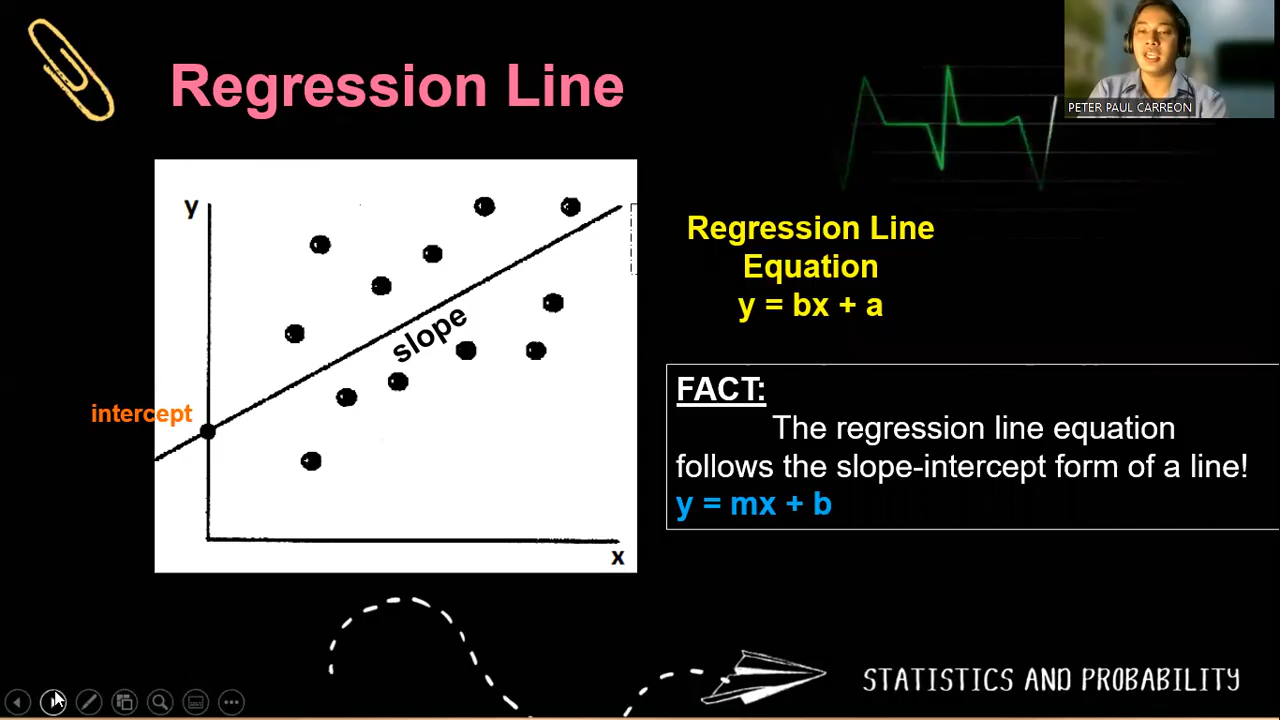 Regression Line
PETER PAUL CARREON
y
intercept
slope
x
Regression Line
Equation
y = bx + a
FACT:
The regression line equation
follows the slope-intercept form of a line!
y = mx + b
STATISTICS AND PROBABILITY